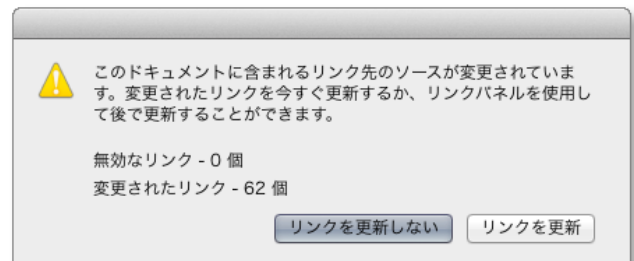 このドキュメントに含まれるリンク先のソースが変更されていま
す。変更されたリンクを今すぐ更新するか、リンクパネルを使用し
て後で更新することができます。
無効なリンク - 0 個
変更されたリンク - 62 個
リンクを更新しない リンクを更新